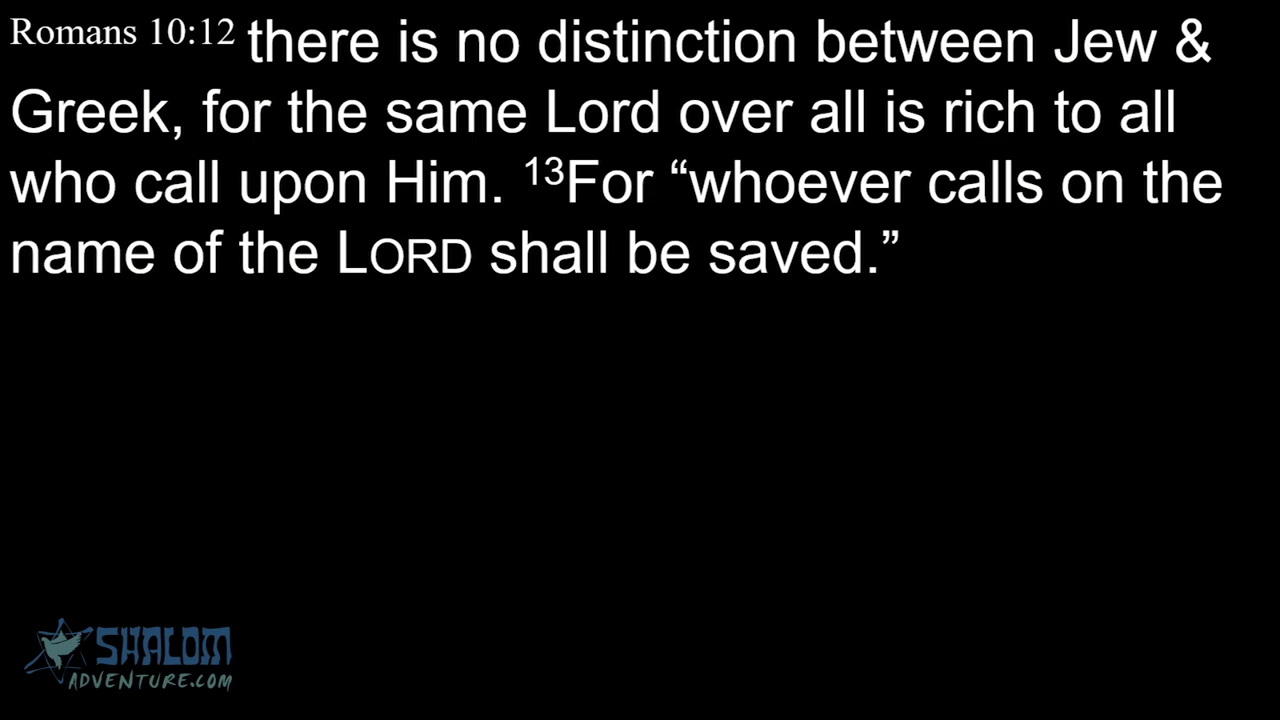 Romans 10:12 there is no distinction between Jew &
Greek, for the same Lord over all is rich to all
who call upon Him. 13For “whoever calls on the
name of the LORD shall be saved.”
SHALOM
ADVENTURE.COM